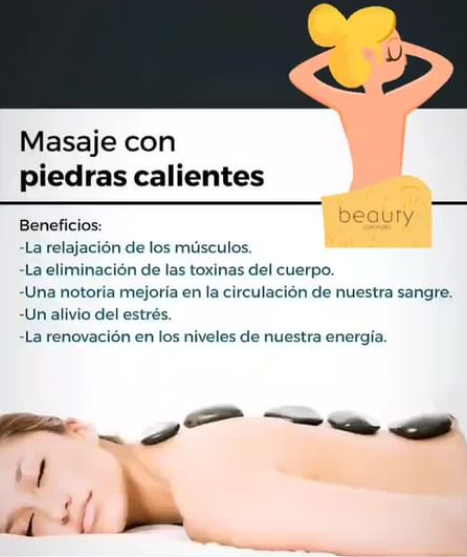 Masaje con
piedras calientes
beauty
Beneficios:
-La relajación de los músculos.
-La eliminación de las toxinas del cuerpo.
-Una notoria mejoría en la circulación de nuestra sangre.
-Un alivio del estrés.
-La renovación en los niveles de nuestra energía.